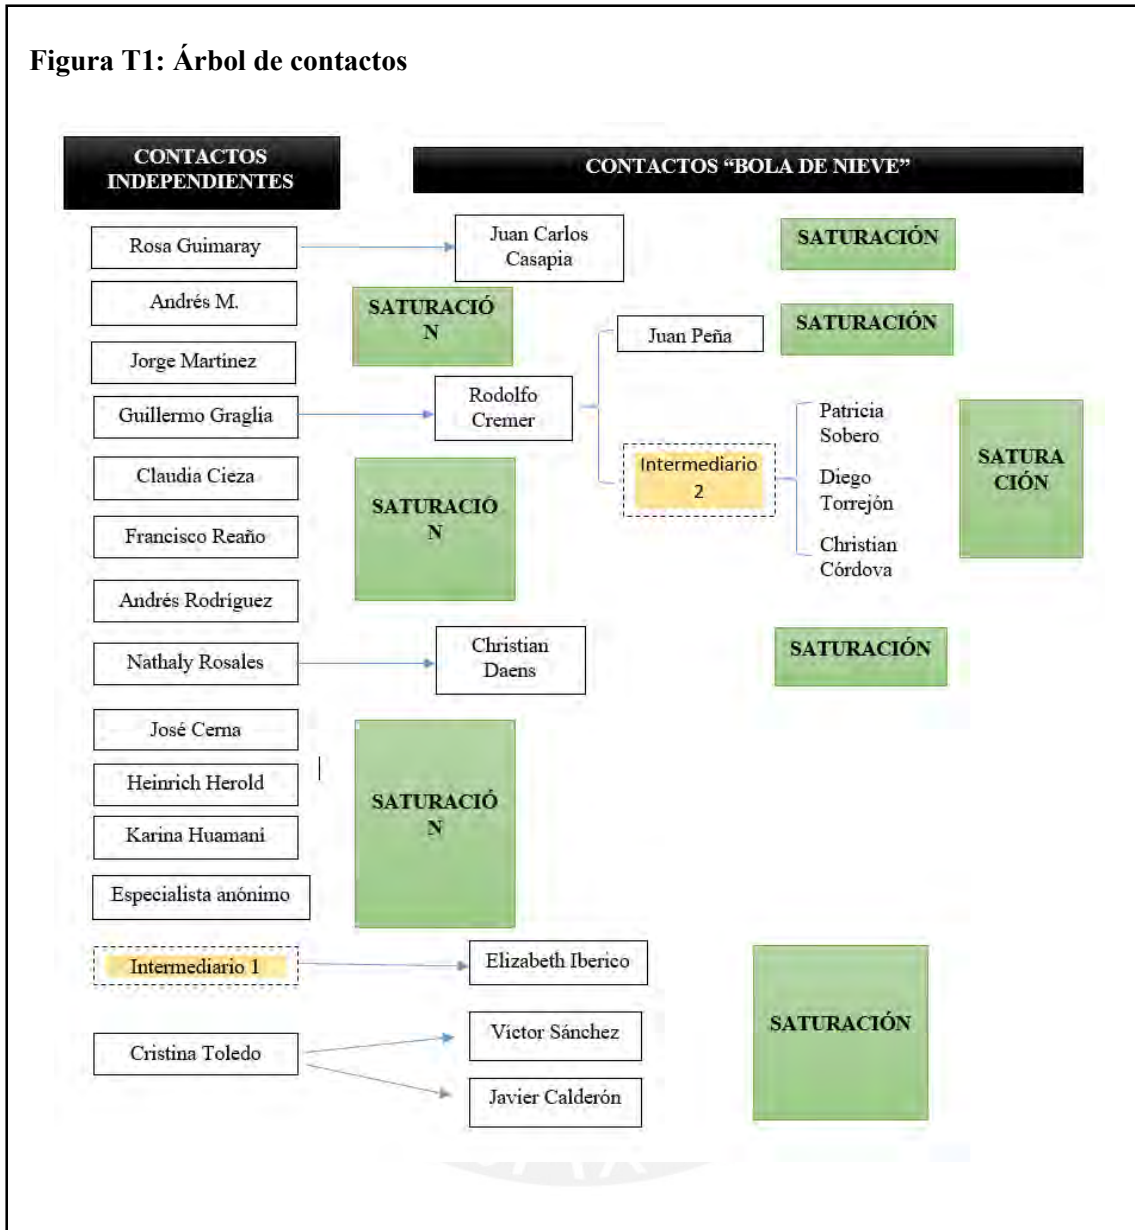 Figura T1: Árbol de contactos
CONTACTOS
INDEPENDIENTES
CONTACTOS “BOLA DE NIEVE”
Rosa Guimaray
Juan Carlos
Casapia
SATURACIÓN
Andrés M.
SATURACIÓ
N
Juan Peña
SATURACIÓN
Jorge Martinez
Guillermo Graglia
Rodolfo
Cremer
Patricia
Sobero
Intermediario
2
Diego
Torrejón
Christian
Córdova
SATURA
CIÓN
Claudia Cieza
SATURACIÓ
N
Francisco Reaño
Andrés Rodríguez
Nathaly Rosales
Christian
Daens
SATURACIÓN
José Cerna
Heinrich Herold
SATURACIÓ
N
Karina Huamaní
Especialista anónimo
Intermediario 1
Elizabeth Iberico
SATURACIÓN
Cristina Toledo
Víctor Sánchez
Javier Calderón